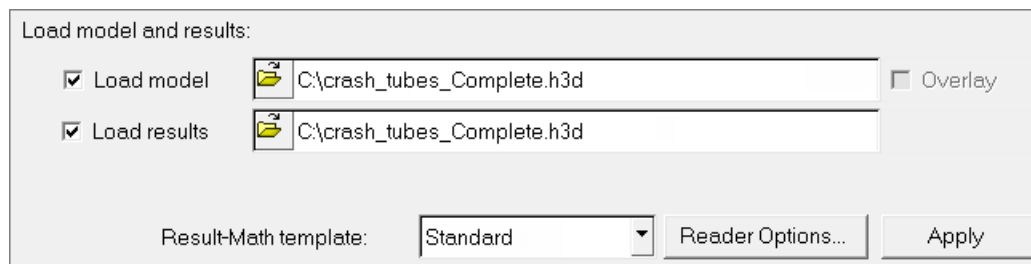 Load model and results:
Load model C:\crash_tubes_Complete.h3d Overlay
Load results C:\crash_tubes_Complete.h3d
Result-Math template: Standard Reader Options... Apply